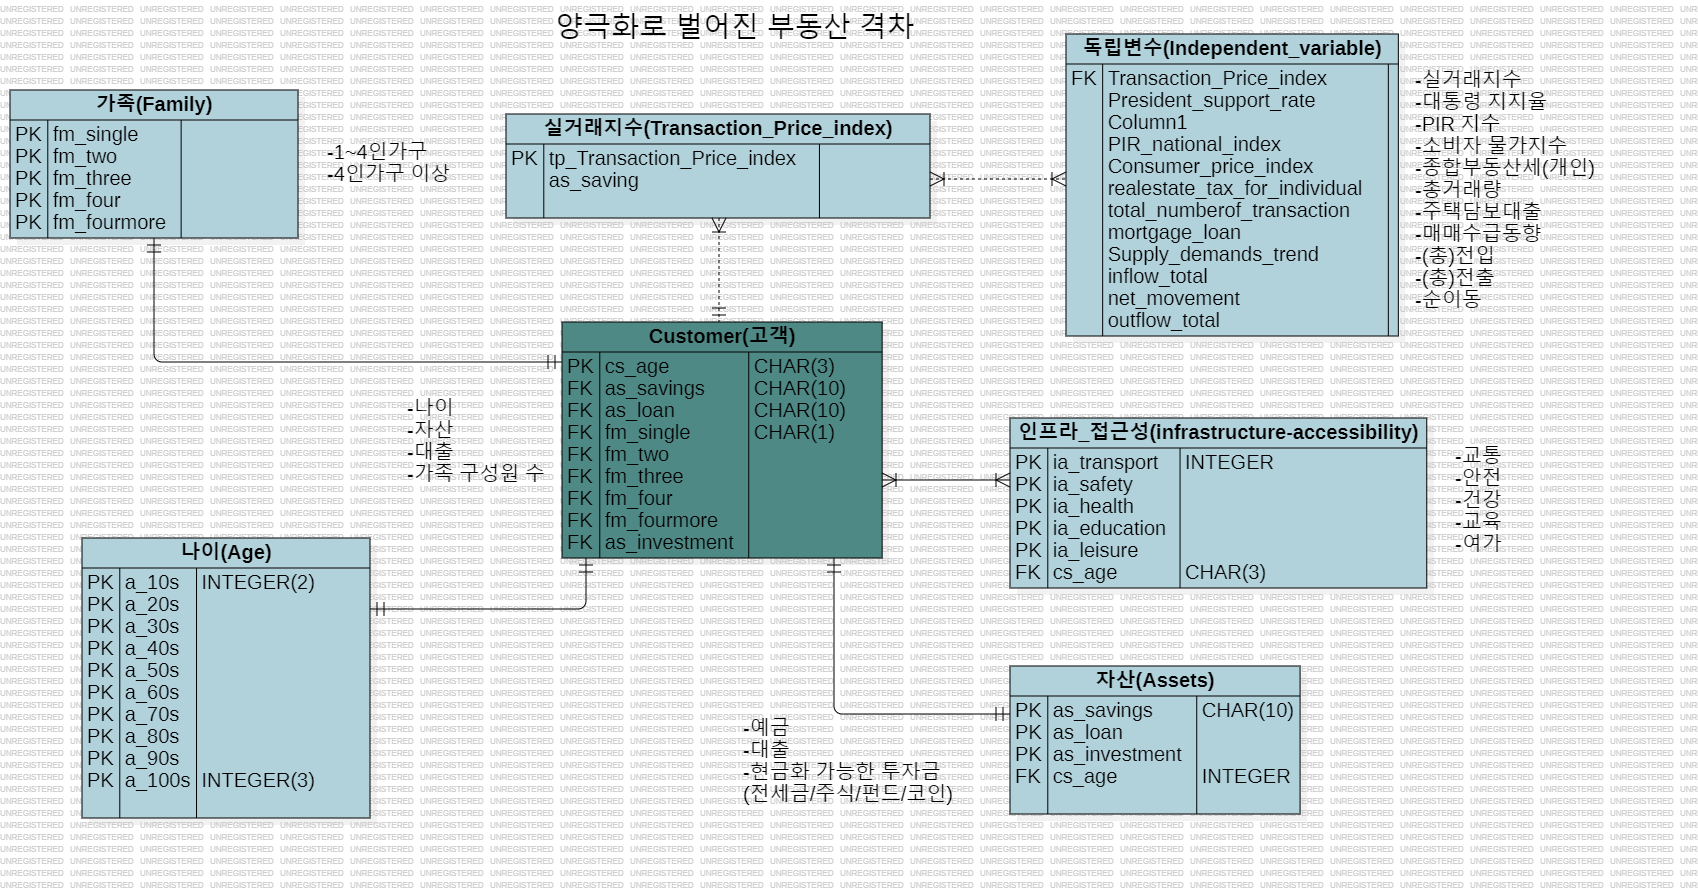 양극화로 벌어진 부동산 격차
가족(Family)
PK fm_single
PK fm_two
PK fm_three
PK fm_four
PK fm_fourmore
-1~4인가구
-4인가구 이상
실거래지수(Transaction_Price_index)
PK tp_Transaction_Price_index
as_saving
독립변수(Independent_variable)
FK Transaction_Price_index
President_support_rate
Column1
PIR_national_index
Consumer_price_index
realestate_tax_for_individual
total_numberof_transaction
mortgage_loan
Supply_demands_trend
inflow_total
net_movement
outflow_total
-실거래지수
-대통령 지지율
-PIR 지수
-소비자 물가지수
-종합부동산세(개인)
-총거래량
-주택담보대출
-매매수급동향
-(총)전입
-(총)전출
-순이동
Customer(고객)
PK cs_age CHAR(3)
FK as_savings CHAR(10)
FK as_loan CHAR(10)
FK fm_single CHAR(1)
FK fm_two
FK fm_three
FK fm_four
FK fm_fourmore
FK as_investment
-나이
-자산
-대출
-가족 구성원 수
인프라_접근성(infrastructure-accessibility)
PK ia_transport INTEGER
PK ia_safety
PK ia_health
PK ia_education
PK ia_leisure
FK cs_age CHAR(3)
-교통
-안전
-건강
-교육
-여가
나이(Age)
PK a_10s INTEGER(2)
PK a_20s
PK a_30s
PK a_40s
PK a_50s
PK a_60s
PK a_70s
PK a_80s
PK a_90s
PK a_100s INTEGER(3)
자산(Assets)
PK as_savings CHAR(10)
PK as_loan
PK as_investment
FK cs_age INTEGER
-예금
-대출
-현금화 가능한 투자금
(전세금/주식/펀드/코인)
UNREGISTERED